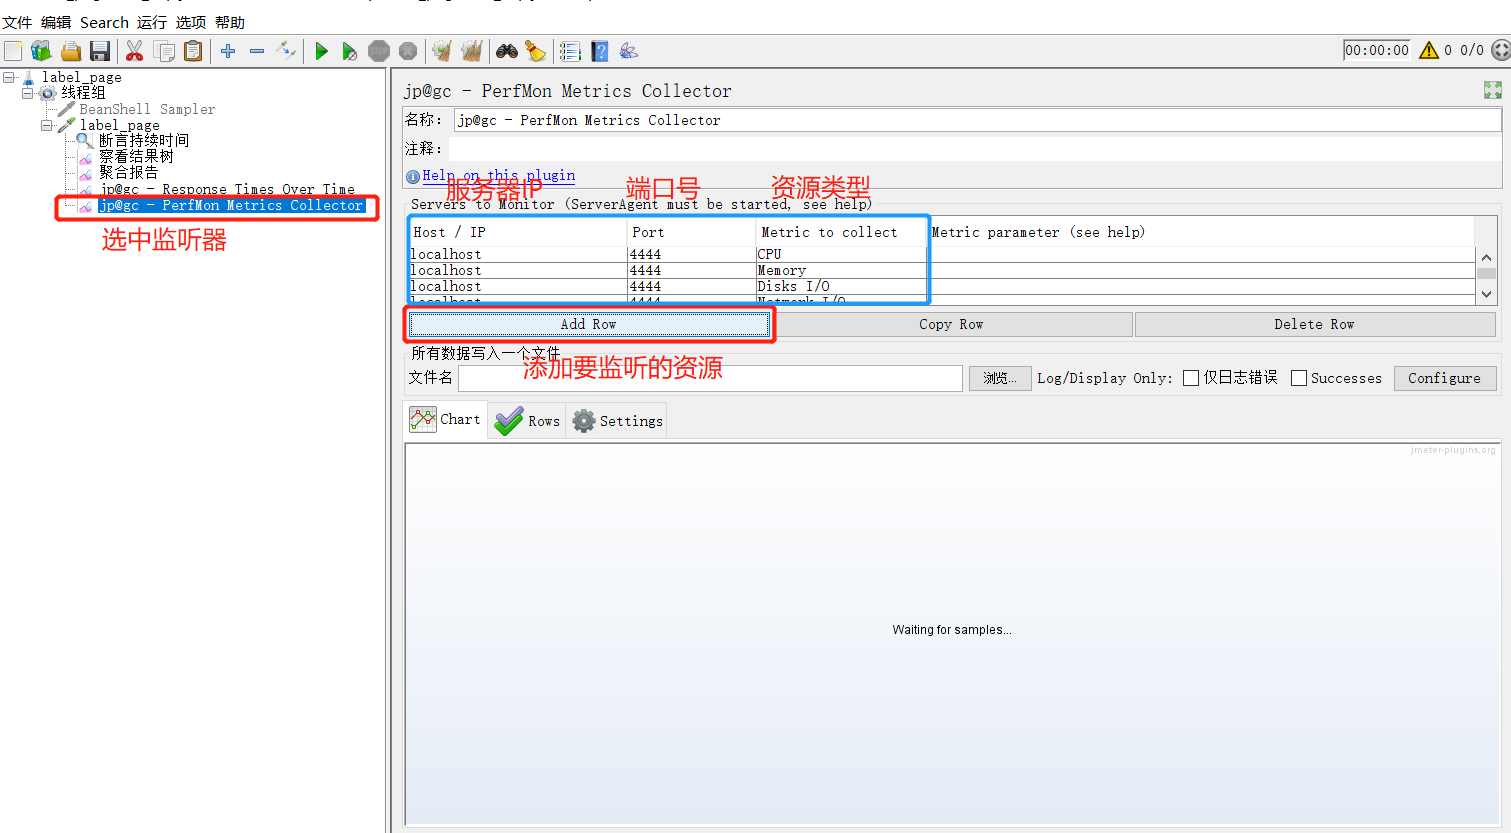 文件 编辑 Search 运行 选项 帮助
STOP
00:00:00 0 0/0
label_page
线程组
BeanShell Sampler
label_page
断言持续时间
察看结果树
聚合报告
jp@gc - Response Times Over Time
jp@gc - PerfMon Metrics Collector
选中监听器
jp@gc - PerfMon Metrics Collector
名称： jp@gc - PerfMon Metrics Collector
注释：
Help on this plugin
服务器IP 端口号 资源类型
Servers to Monitor (ServerAgent must be started, see help)
Host / IP Port Metric to collect Metric parameter (see help)
localhost 4444 CPU
localhost 4444 Memory
localhost 4444 Disks I/O
localhost 4444 Network I/O
Add Row Copy Row Delete Row
所有数据写入一个文件
添加要监听的资源
文件名 浏览... Log/Display Only: 仅日志错误 Successes Configure
Chart Rows Settings
jmeter-plugins.org
Waiting for samples...